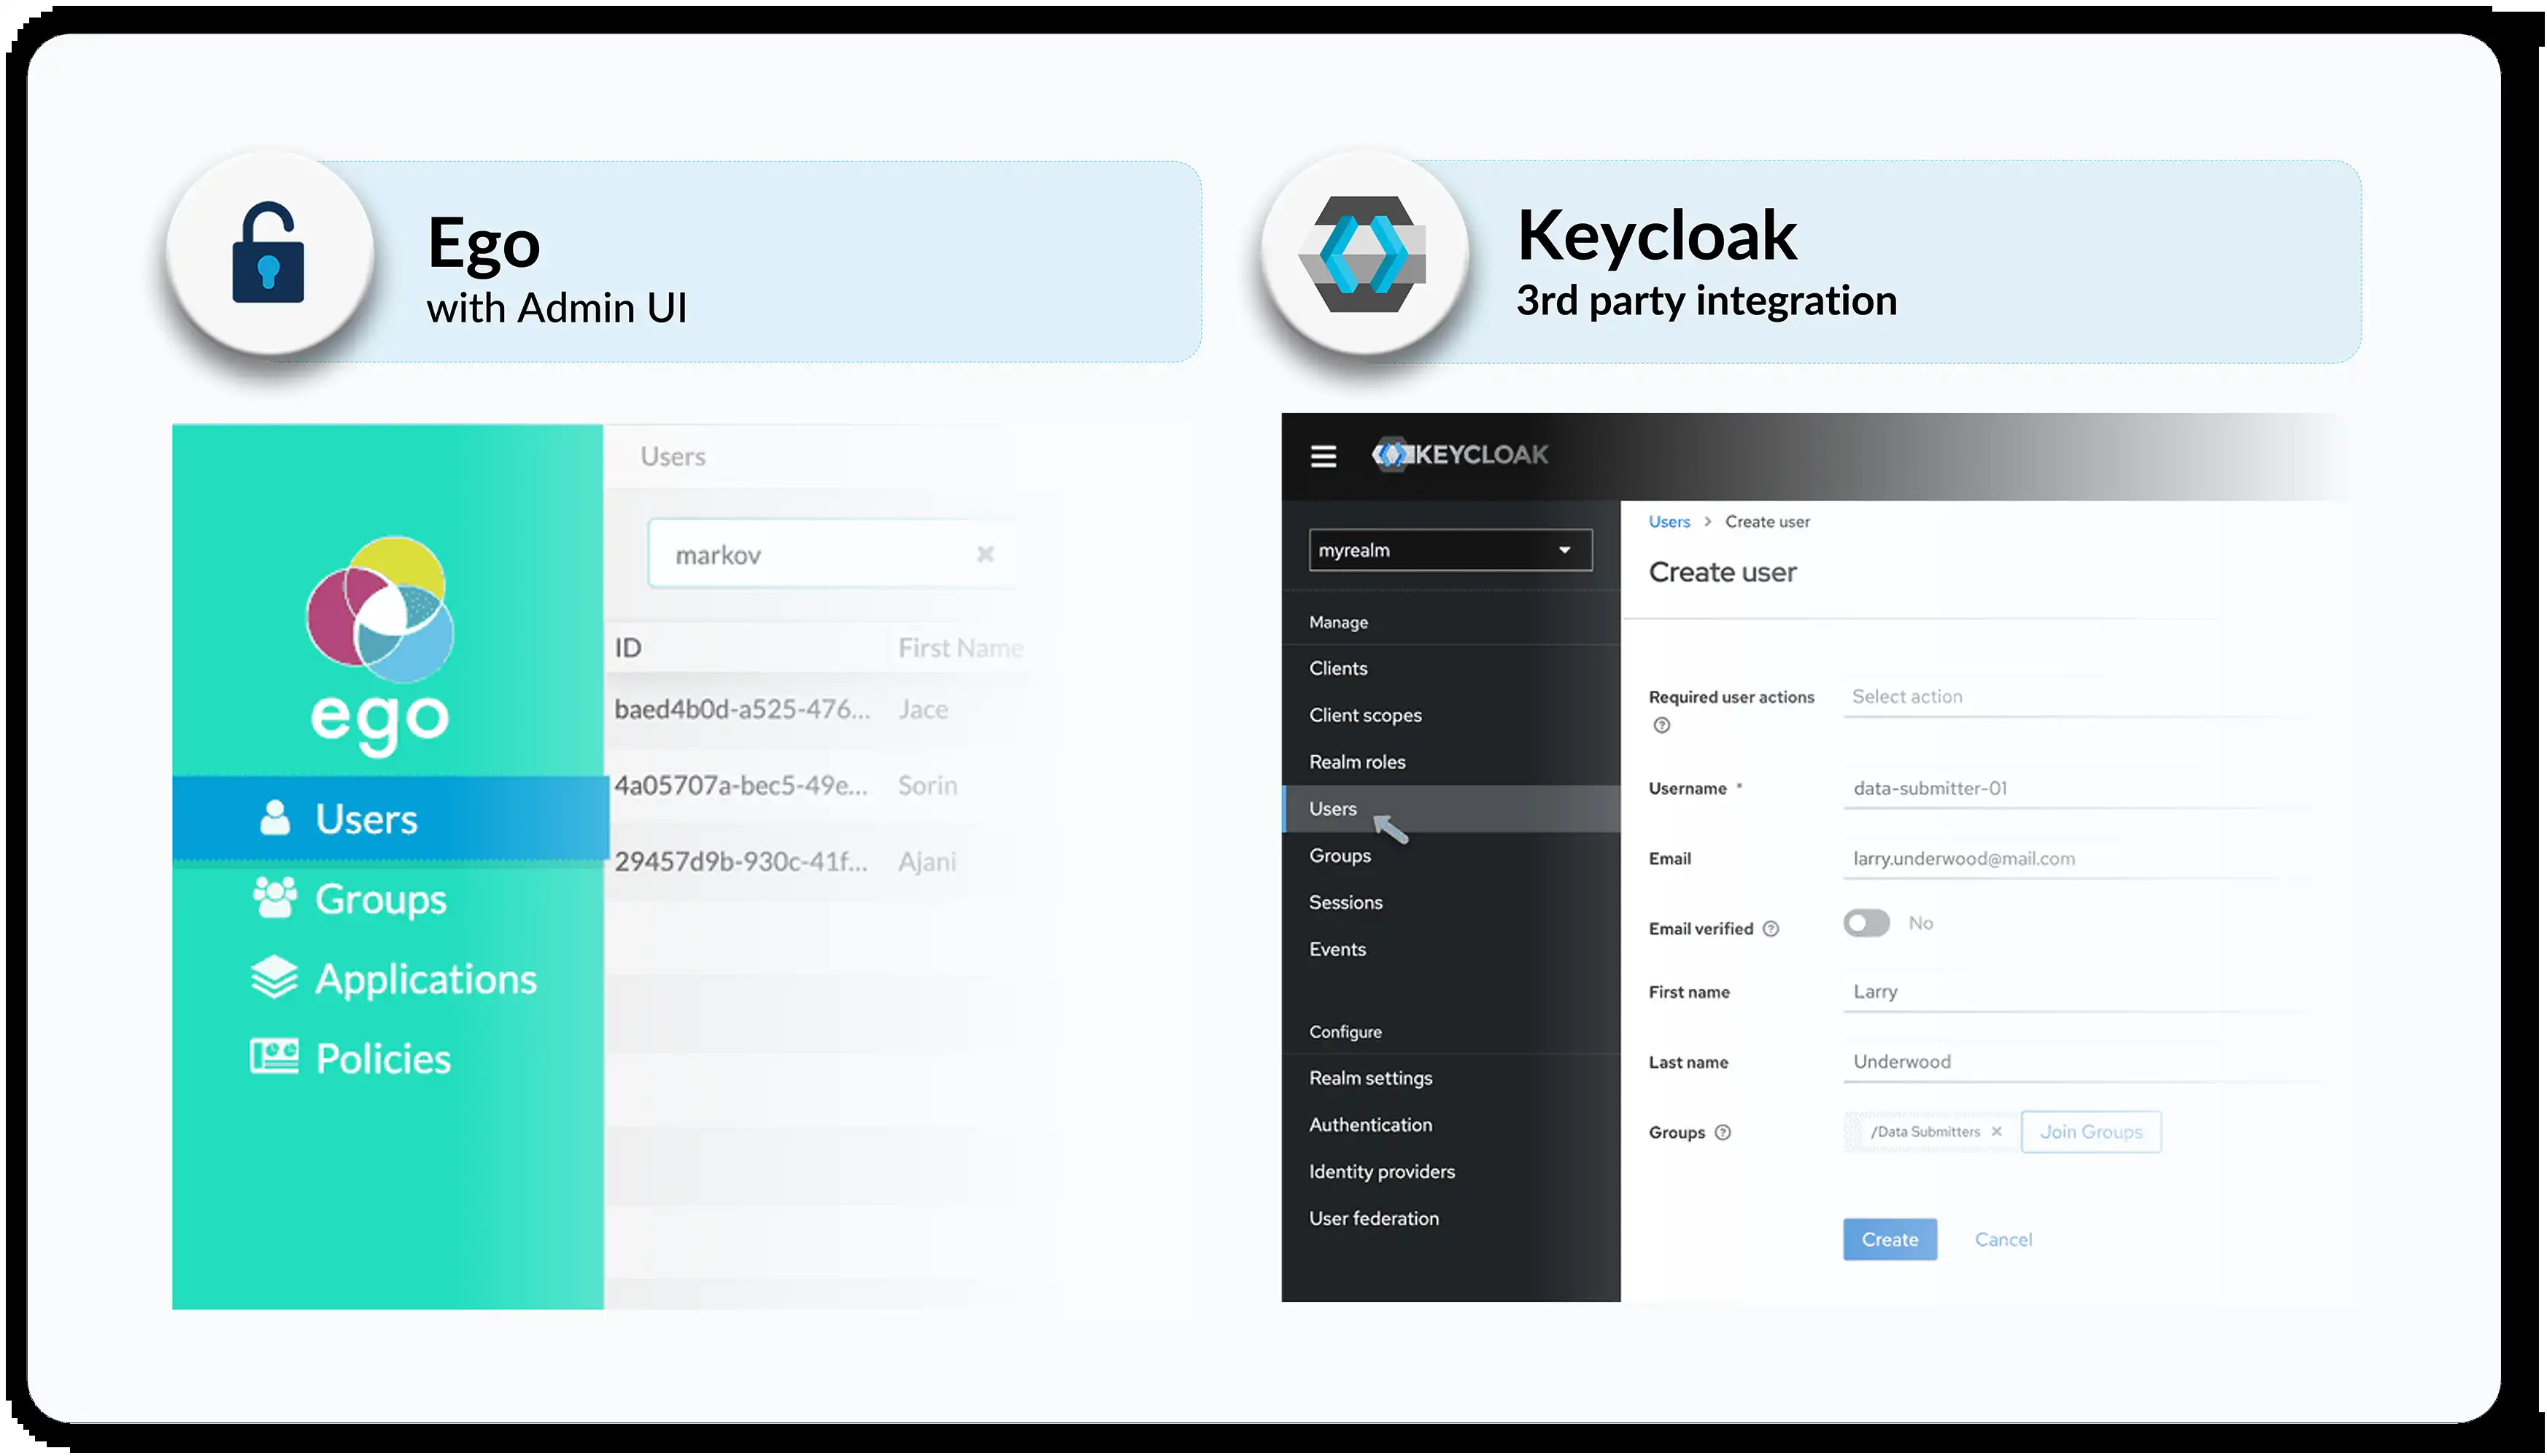 Ego
with Admin UI
Users
markov
ID First Name
baed4b0d-a525-476... Jace
4a05707a-bec5-49e... Sorin
29457d9b-930c-41f... Ajani
ego
Users
Groups
Applications
Policies
Keycloak
3rd party integration
KEYCLOAK
myrealm
Manage
Clients
Client scopes
Realm roles
Users
Groups
Sessions
Events
Configure
Realm settings
Authentication
Identity providers
User federation
Users > Create user
Create user
Required user actions Select action
Username * data-submitter-01
Email larry.underwood@mail.com
Email verified No
First name Larry
Last name Underwood
Groups /Data Submitters × Join Groups
Create Cancel